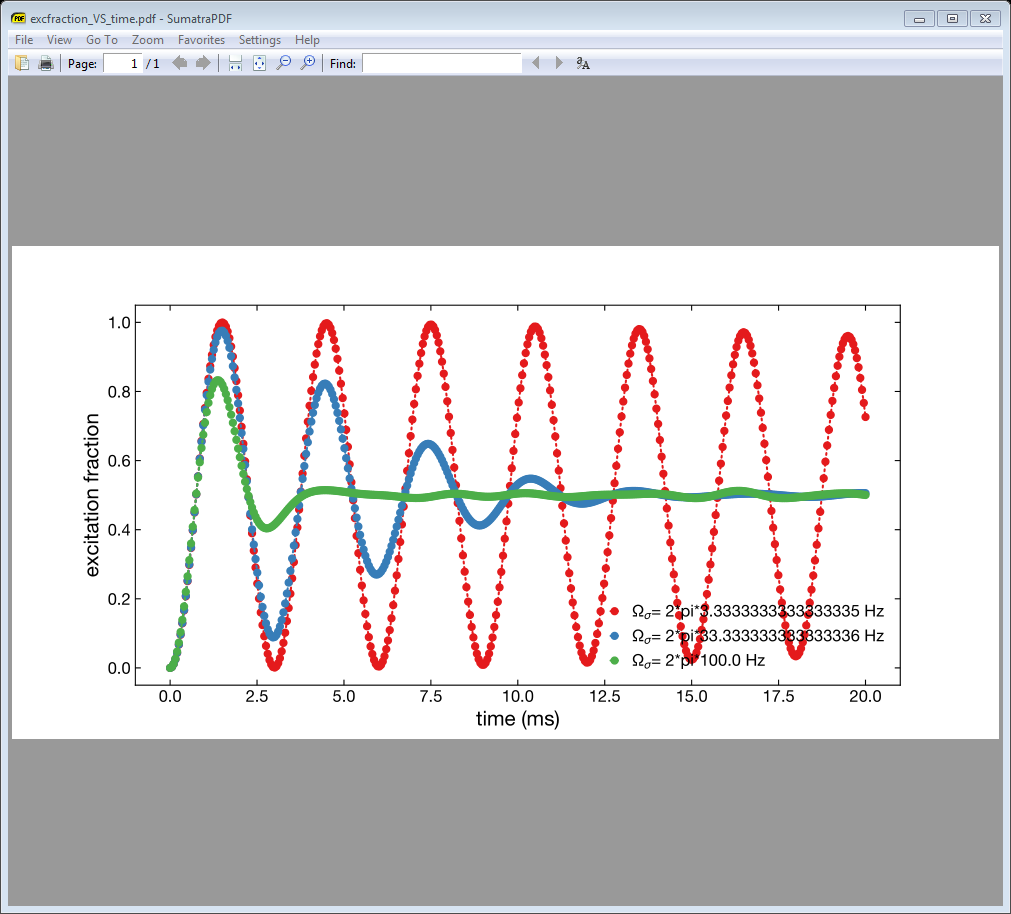 excfraction_VS_time.pdf - SumatraPDF
File View Go To Zoom Favorites Settings Help
Page: 1 / 1 Find:
1.0
0.8
0.6
0.4
0.2
0.0
excitation fraction
Ωσ= 2*pi*3.3333333333333335 Hz
Ωσ= 2*pi*33.333333333333336 Hz
Ωσ= 2*pi*100.0 Hz
0.0 2.5 5.0 7.5 10.0 12.5 15.0 17.5 20.0
time (ms)